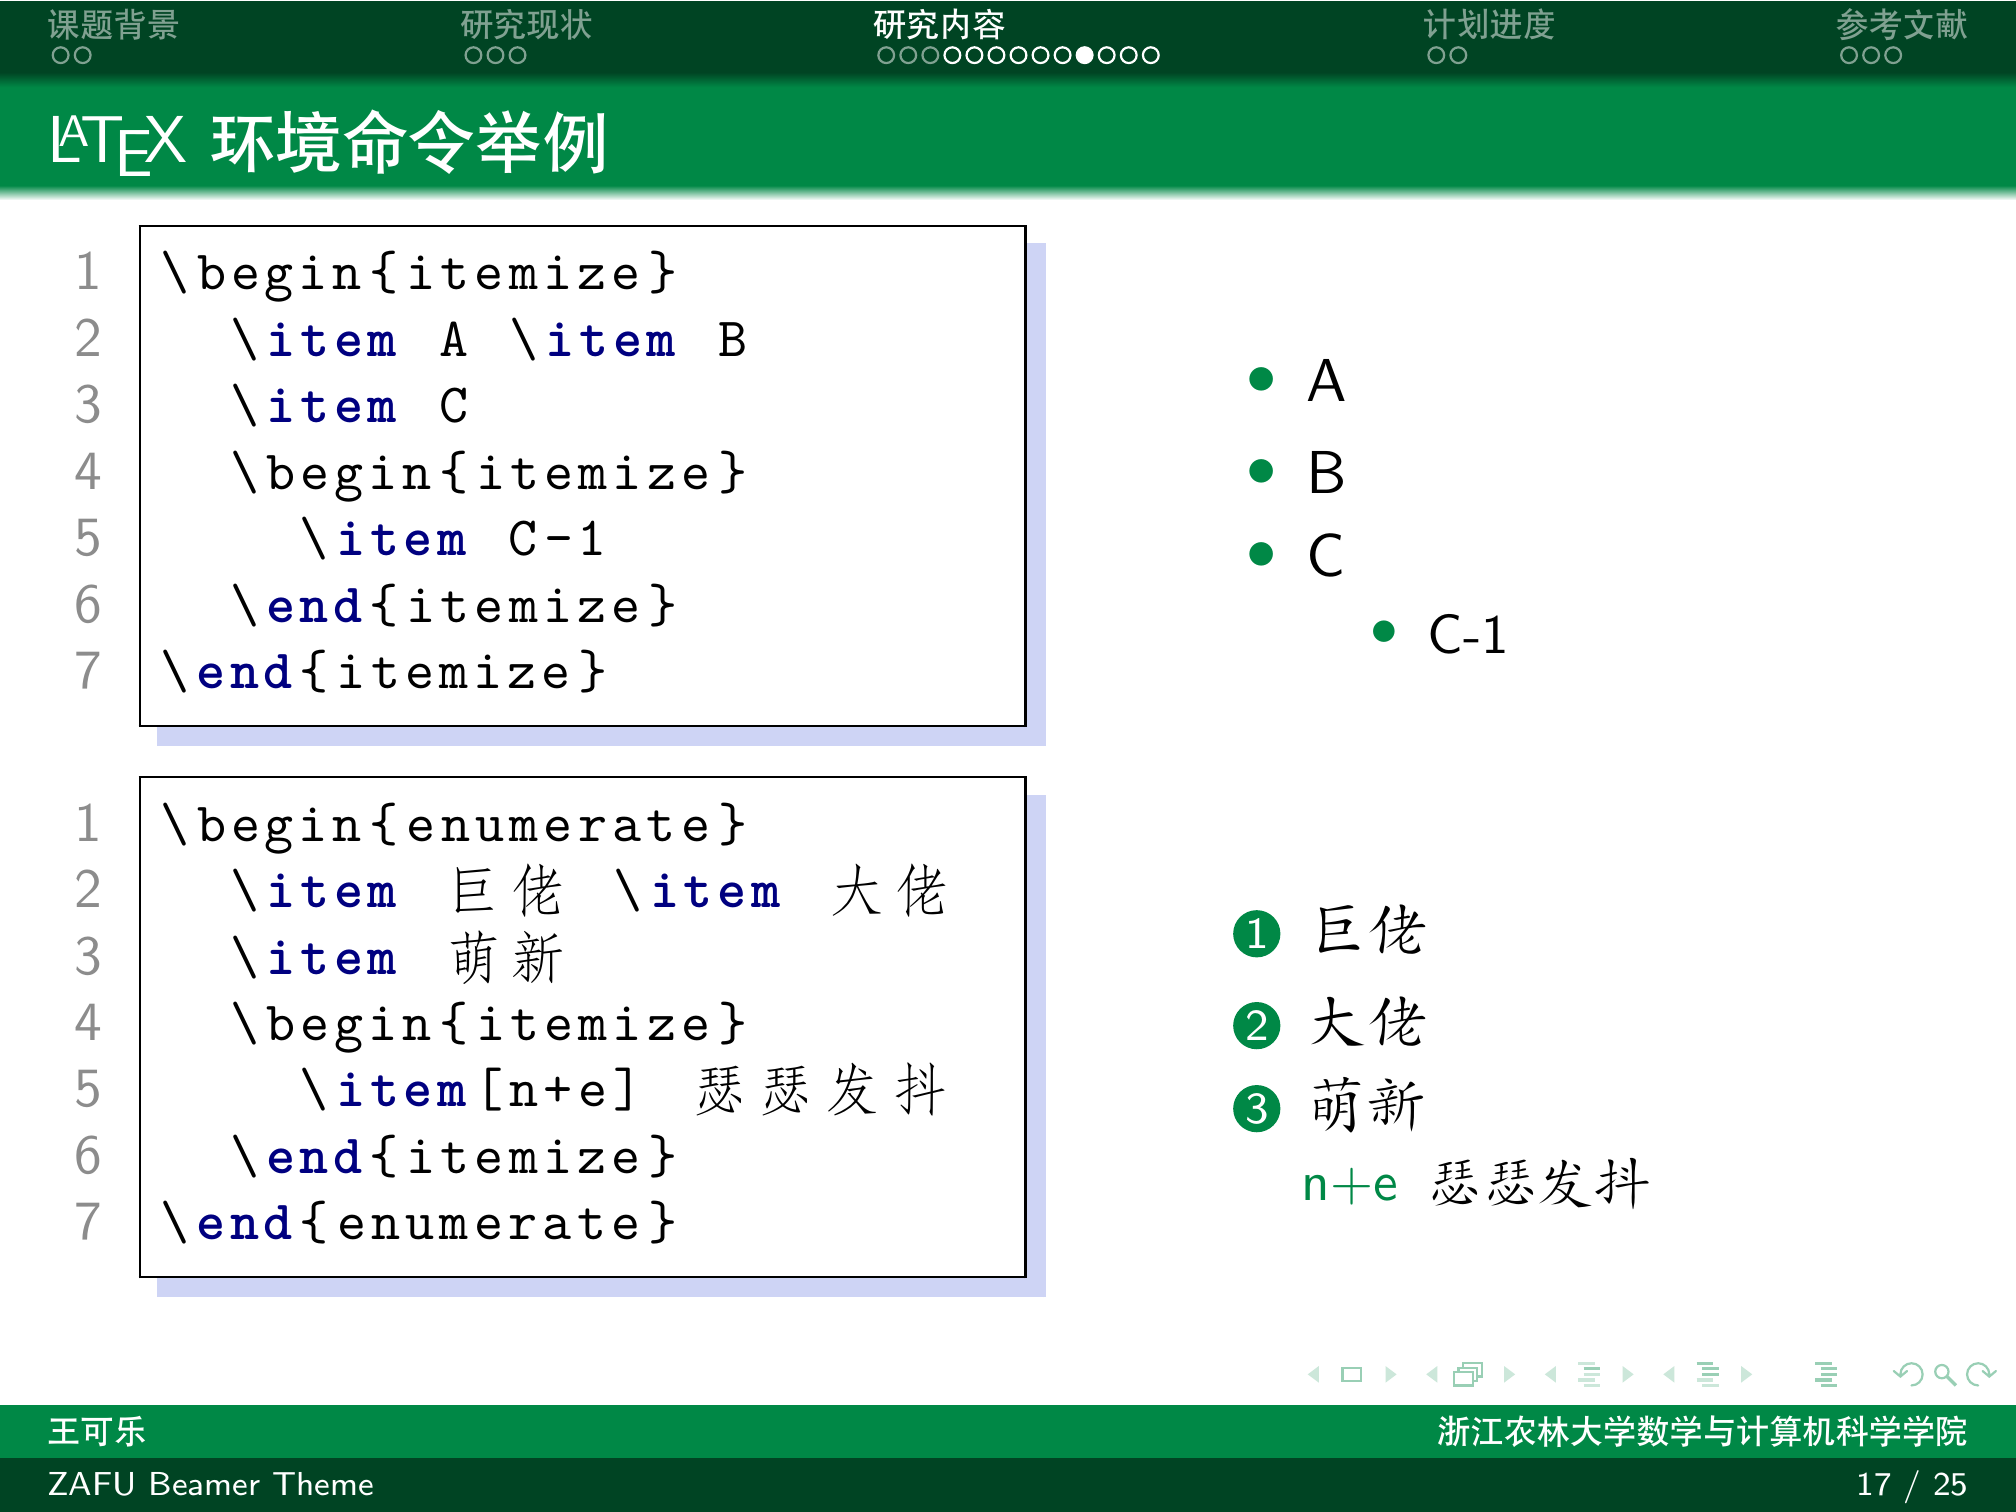 课题背景 研究现状 研究内容 计划进度 参考文献
LATEX 环境命令举例
1 \begin{itemize}
2   \item A \item B
3   \item C
4   \begin{itemize}
5     \item C-1
6   \end{itemize}
7 \end{itemize}
• A
• B
• C
• C-1
1 \begin{enumerate}
2   \item 巨佬 \item 大佬
3   \item 萌新
4   \begin{itemize}
5     \item[n+e] 瑟瑟发抖
6   \end{itemize}
7 \end{enumerate}
1 巨佬
2 大佬
3 萌新
n+e 瑟瑟发抖
王可乐 浙江农林大学数学与计算机科学学院
ZAFU Beamer Theme 17 / 25